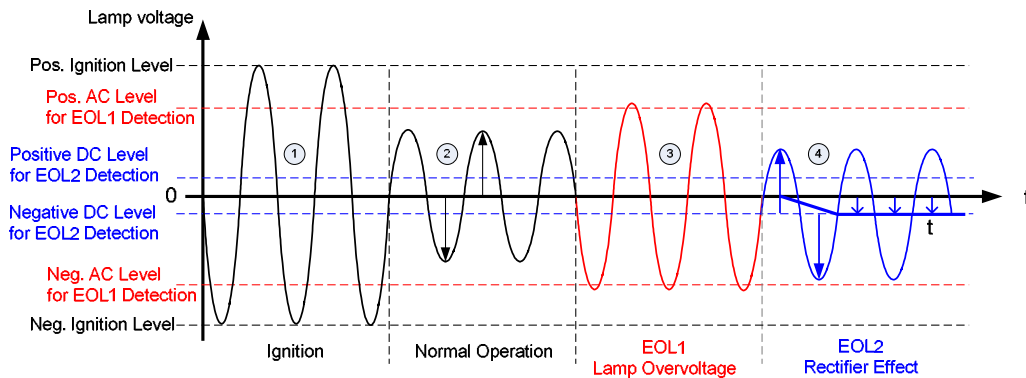 Lamp voltage
Pos. Ignition Level
Pos. AC Level
for EOL1 Detection
Positive DC Level
for EOL2 Detection
0
Negative DC Level
for EOL2 Detection
Neg. AC Level
for EOL1 Detection
Neg. Ignition Level
1
2
3
4
t
Ignition
Normal Operation
EOL1
Lamp Overvoltage
EOL2
Rectifier Effect